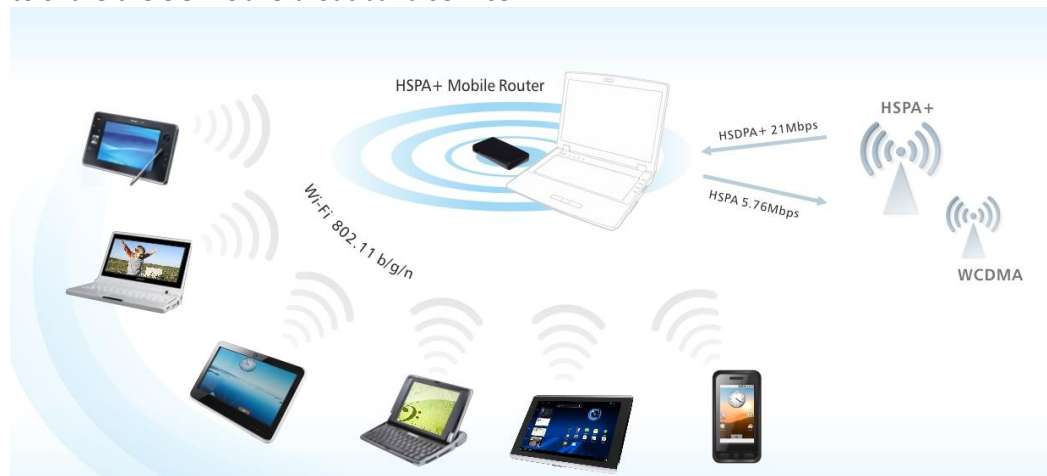 HSPA+ Mobile Router
HSPA+
HSDPA+ 21Mbps
HSPA 5.76Mbps
Wi-Fi 802.11 b/g/n
WCDMA